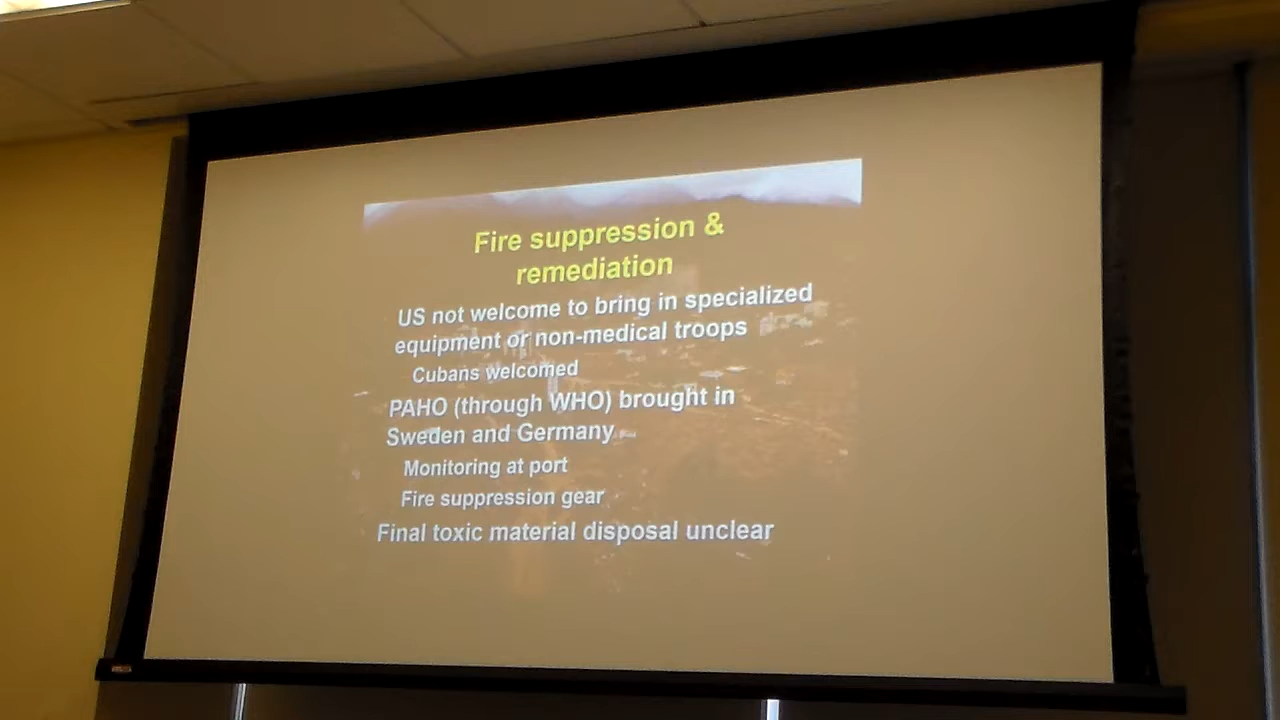 Fire suppression &
remediation
US not welcome to bring in specialized
equipment or non-medical troops
Cubans welcomed
PAHO (through WHO) brought in
Sweden and Germany
Monitoring at port
Fire suppression gear
Final toxic material disposal unclear